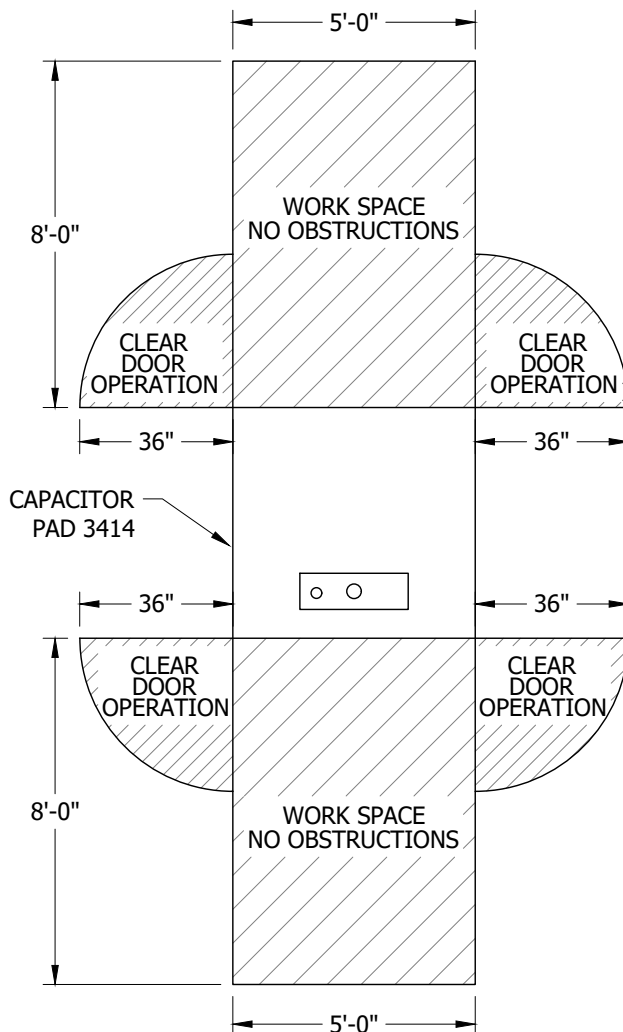 5'-0"
WORK SPACE
NO OBSTRUCTIONS
8'-0"
CLEAR
DOOR
OPERATION
CLEAR
DOOR
OPERATION
36"
36"
CAPACITOR
PAD 3414
36"
36"
CLEAR
DOOR
OPERATION
CLEAR
DOOR
OPERATION
8'-0"
WORK SPACE
NO OBSTRUCTIONS
5'-0"